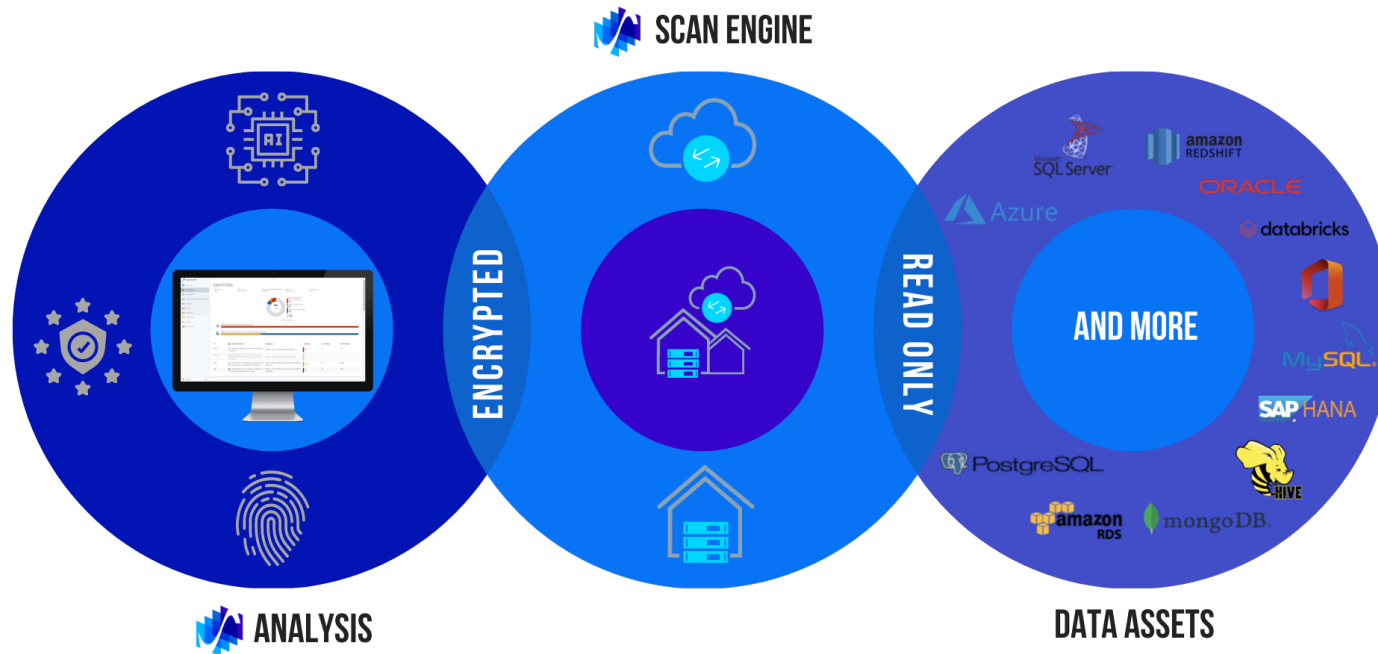 SCAN ENGINE
AI
ENCRYPTED
READ ONLY
Microsoft
SQL Server
amazon
REDSHIFT
ORACLE
Azure
databricks
AND MORE
MySQL
SAP HANA
PostgreSQL
HIVE
amazon
RDS
mongoDB
ANALYSIS
DATA ASSETS